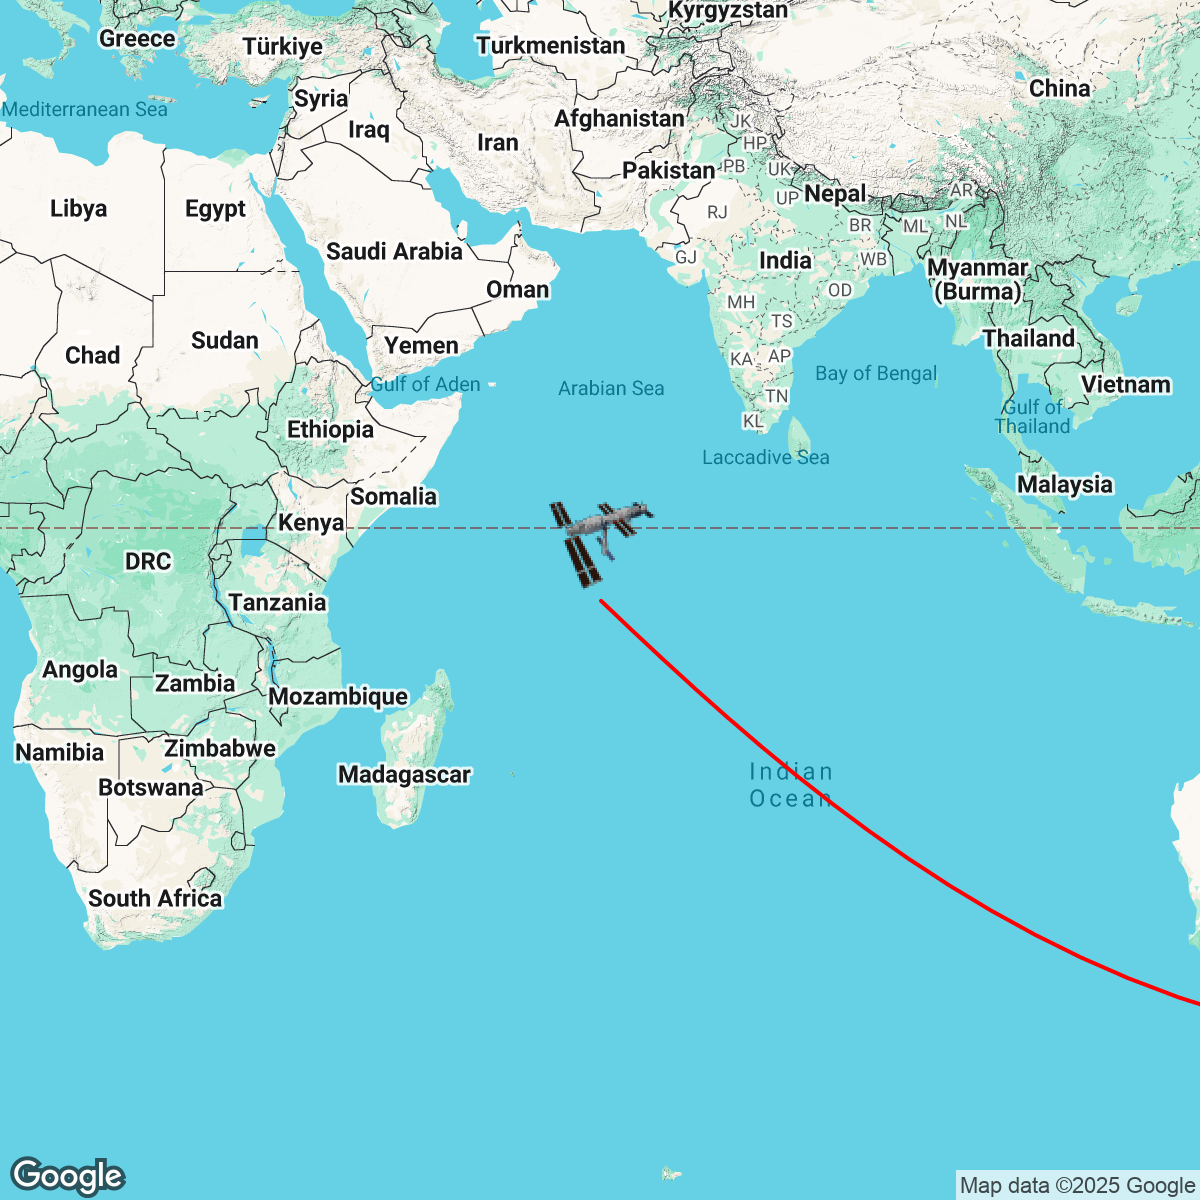 Kyrgyzstan
Greece
Türkiye
Turkmenistan
China
Syria
Mediterranean Sea
Afghanistan
JK
Iraq
Iran
HP
Pakistan
PB
UK
Nepal
AR
UP
Libya
Egypt
RJ
BR
ML
NL
Saudi Arabia
GJ
India
WB
Myanmar
(Burma)
Oman
OD
MH
TS
Sudan
Yemen
Thailand
Chad
KA
AP
Gulf of Aden
Arabian Sea
Bay of Bengal
Vietnam
TN
Gulf of
Thailand
KL
Ethiopia
Laccadive Sea
Malaysia
Somalia
Kenya
DRC
Tanzania
Angola
Zambia
Mozambique
Namibia
Zimbabwe
Botswana
Madagascar
Indian
Ocean
South Africa
Google
Map data ©2025 Google